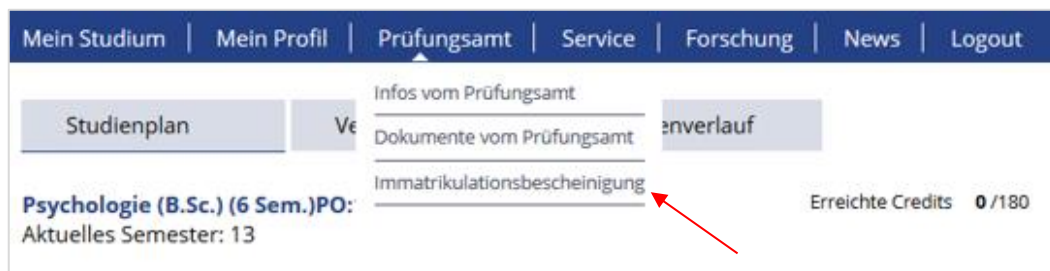 Mein Studium | Mein Profil | Prüfungsamt | Service | Forschung | News | Logout
Infos vom Prüfungsamt
Studienplan
Dokumente vom Prüfungsamt
Immatrikulationsbescheinigung
Psychologie (B.Sc.) (6 Sem.)PO:
Erreichte Credits 0/180
Aktuelles Semester: 13